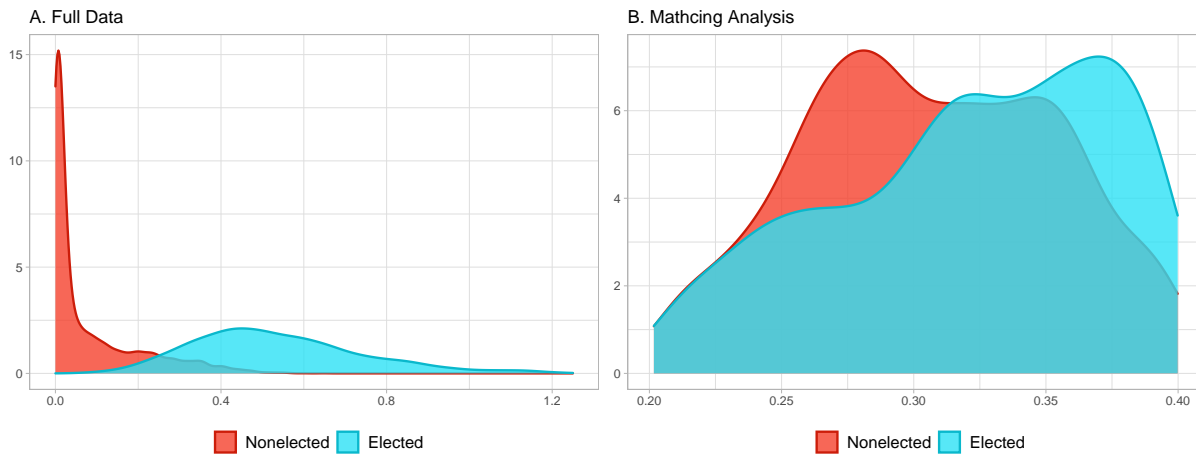 A. Full Data
15
10
5
0
0.0 0.4 0.8 1.2
Nonelected Elected
B. Mathcing Analysis
6
4
2
0
0.20 0.25 0.30 0.35 0.40
Nonelected Elected